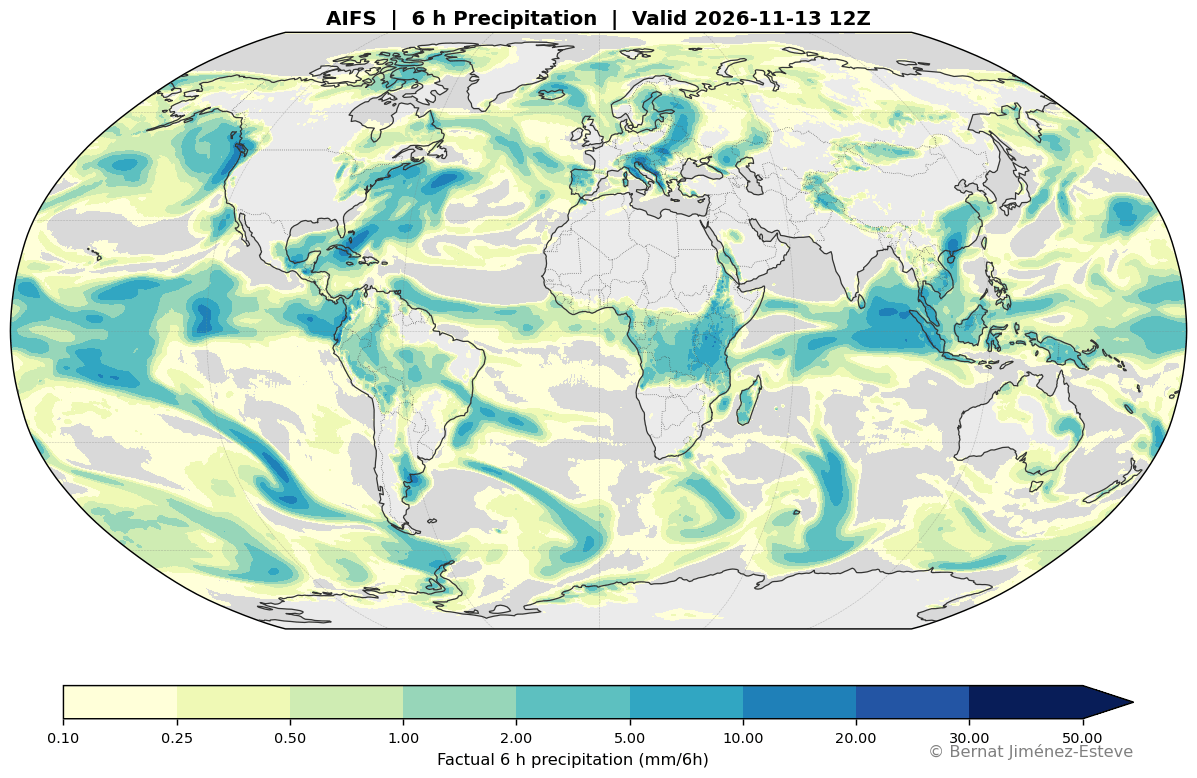 AIFS | 6 h Precipitation | Valid 2026-11-13 12Z
0.10 0.25 0.50 1.00 2.00 5.00 10.00 20.00 30.00 50.00
Factual 6 h precipitation (mm/6h)
© Bernat Jiménez-Esteve